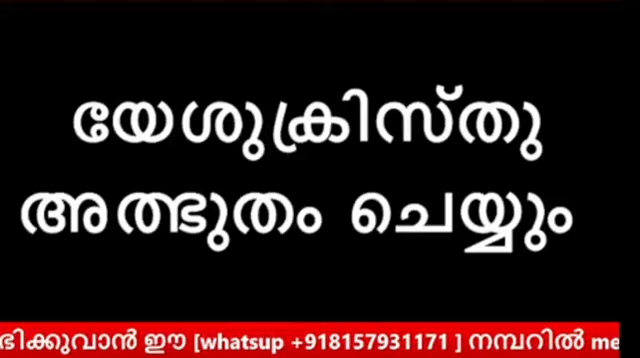 യേശുക്രിസ്തു
അത്ഭുതം ചെയ്യും
ഭിക്കുവാൻ ഈ [whatsup +918157931171 ] നമ്പറിൽ me